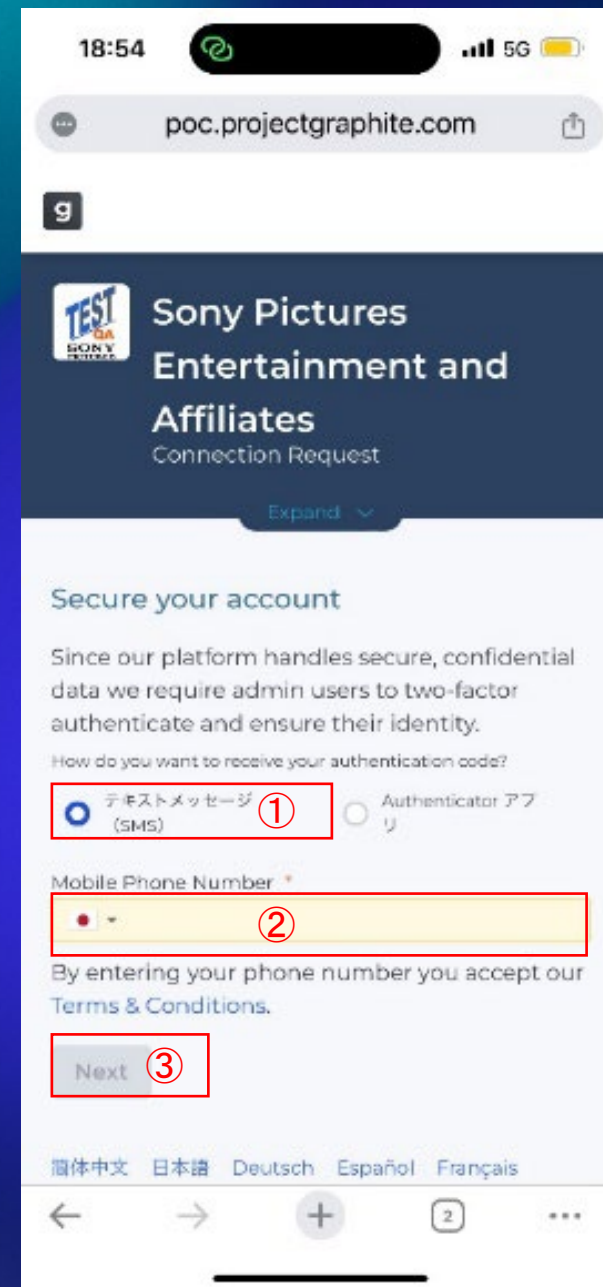 18:54
5G
poc.projectgraphite.com
g
TEST
QA
SONY
PICTURES
Sony Pictures
Entertainment and
Affiliates
Connection Request
Expand
Secure your account
Since our platform handles secure, confidential
data we require admin users to two-factor
authenticate and ensure their identity.
How do you want to receive your authentication code?
テキストメッセージ
(SMS)
①
Authenticator アプ
リ
Mobile Phone Number *
②
By entering your phone number you accept our
Terms & Conditions.
Next
③
简体中文 日本語 Deutsch Español Français
2